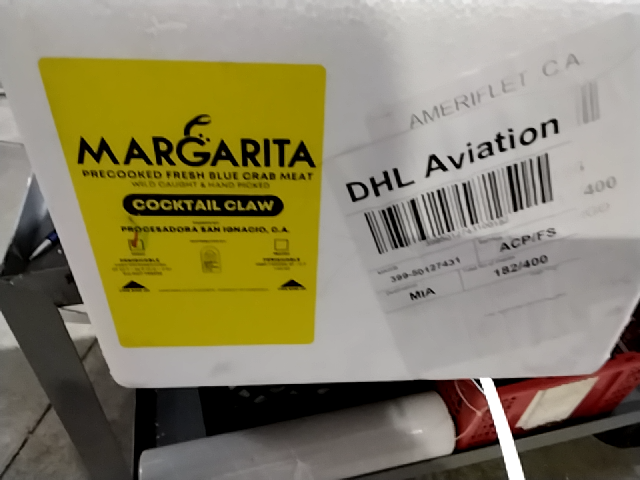 MARGARITA
PRECOOKED FRESH BLUE CRAB MEAT
WILD CAUGHT & HAND PICKED
COCKTAIL CLAW
PROCESADORA SAN IGNACIO, C.A.
AMERIFLET C A
DHL Aviation
400
ACP/FS
399-50127431
182/400
MIA